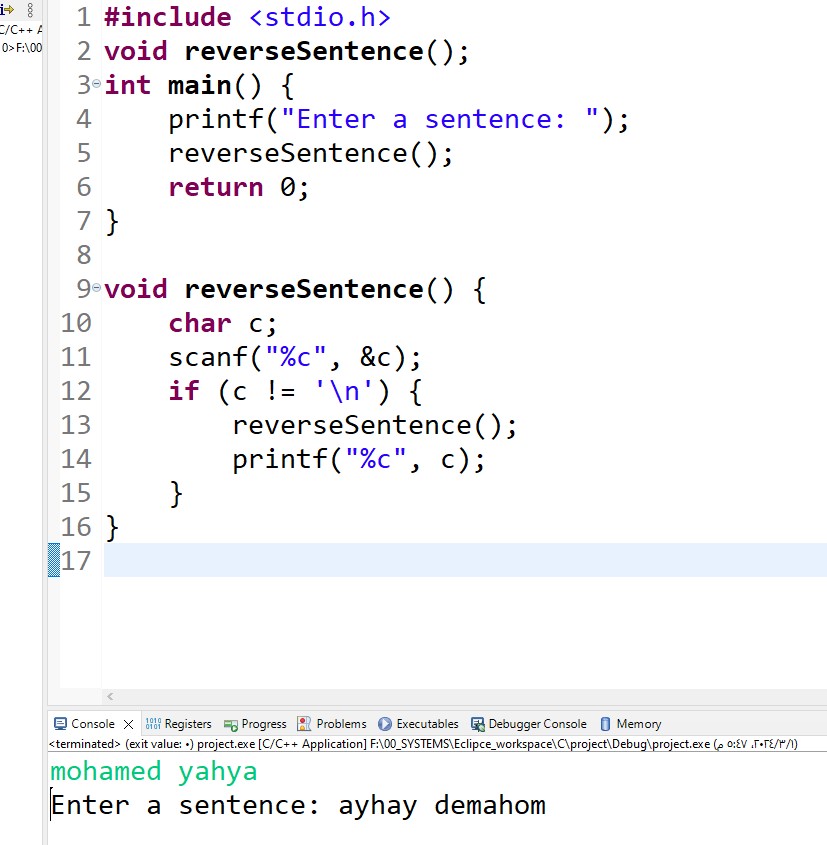 C/C++ A
0>F:\00
1 #include <stdio.h>
2 void reverseSentence();
3 int main() {
4     printf("Enter a sentence: ");
5     reverseSentence();
6     return 0;
7 }
8
9 void reverseSentence() {
10     char c;
11     scanf("%c", &c);
12     if (c != '\n') {
13         reverseSentence();
14         printf("%c", c);
15     }
16 }
17
Console Registers Progress Problems Executables Debugger Console Memory
<terminated> (exit value: ٠) project.exe [C/C++ Application] F:\00_SYSTEMS\Eclipce_workspace\C\project\Debug\project.exe (٢٠٢٤/٣/١، ٥:٤٧ م)
mohamed yahya
Enter a sentence: ayhay demahom